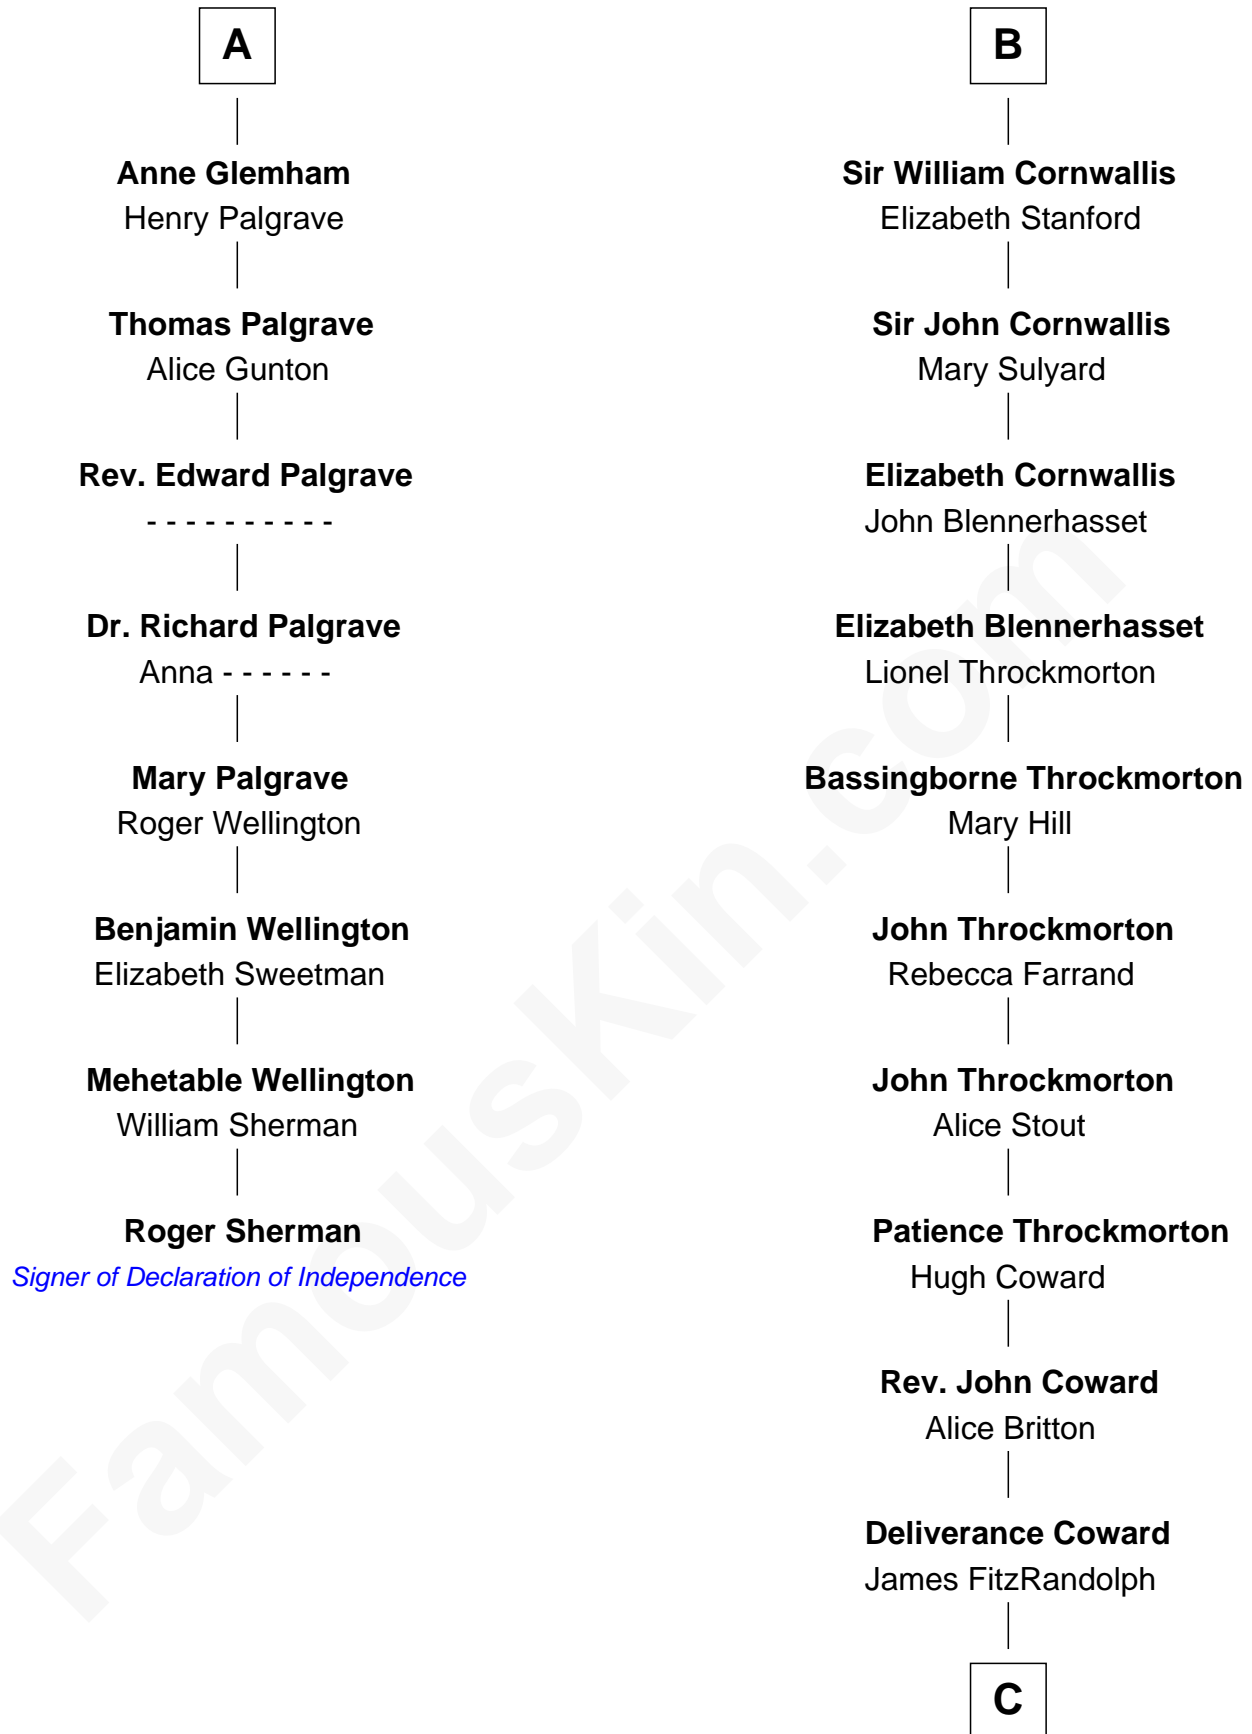 A
Anne Glemham
Henry Palgrave
Thomas Palgrave
Alice Gunton
Rev. Edward Palgrave
- - - - - - - - - -
Dr. Richard Palgrave
Anna - - - - - -
Mary Palgrave
Roger Wellington
Benjamin Wellington
Elizabeth Sweetman
Mehetable Wellington
William Sherman
Roger Sherman
Signer of Declaration of Independence
B
Sir William Cornwallis
Elizabeth Stanford
Sir John Cornwallis
Mary Sulyard
Elizabeth Cornwallis
John Blennerhasset
Elizabeth Blennerhasset
Lionel Throckmorton
Bassingborne Throckmorton
Mary Hill
John Throckmorton
Rebecca Farrand
John Throckmorton
Alice Stout
Patience Throckmorton
Hugh Coward
Rev. John Coward
Alice Britton
Deliverance Coward
James FitzRandolph
C
FamousKin.com